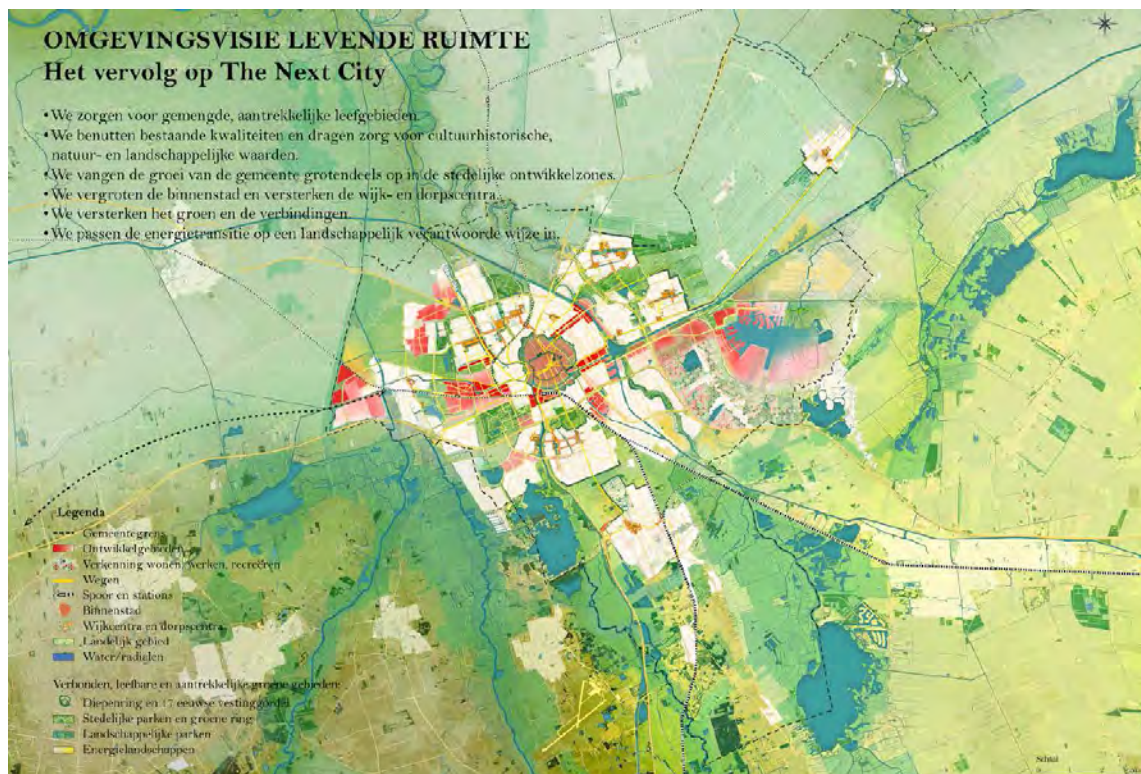 OMGEVINGSVISIE LEVENDE RUIMTE
Het vervolg op The Next City
• We zorgen voor gemengde, aantrekkelijke leefgebieden.
• We benutten bestaande kwaliteiten en dragen zorg voor cultuurhistorische,
natuur- en landschappelijke waarden.
• We vangen de groei van de gemeente grotendeels op in de stedelijke ontwikkelzones.
• We vergroten de binnenstad en versterken de wijk- en dorpscentra.
• We versterken het groen en de verbindingen.
• We passen de energietransitie op een landschappelijk verantwoorde wijze in.
Legenda
Gemeentegrens
Ontwikkelgebieden
Verkenning wonen, werken, recreëren
Wegen
Spoor en stations
Binnenstad
Wijkcentra en dorpscentra
Landelijk gebied
Water/radialen
Verbonden, leefbare en aantrekkelijke groene gebieden
Diepenring en 17 eeuwse vestinggordel
Stedelijke parken en groene ring
Landschappelijke parken
Energielandschappen